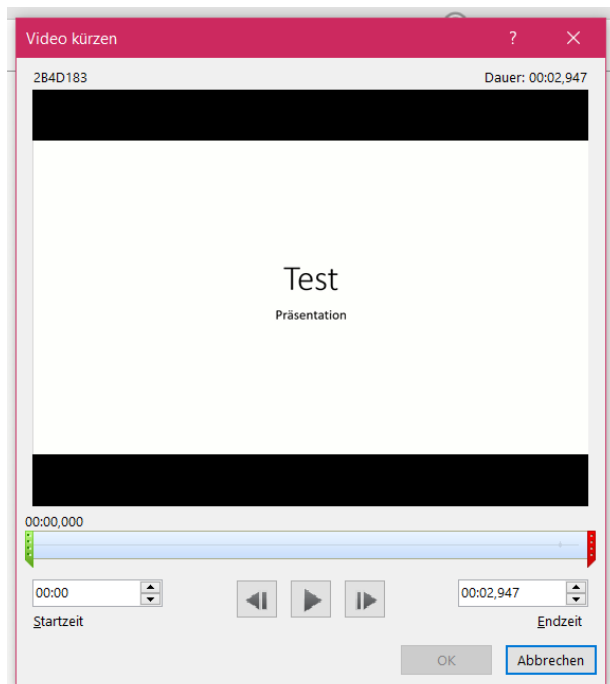 Video kürzen ?
2B4D183 Dauer: 00:02,947
Test
Präsentation
00:00,000
00:00 00:02,947
Startzeit Endzeit
OK Abbrechen